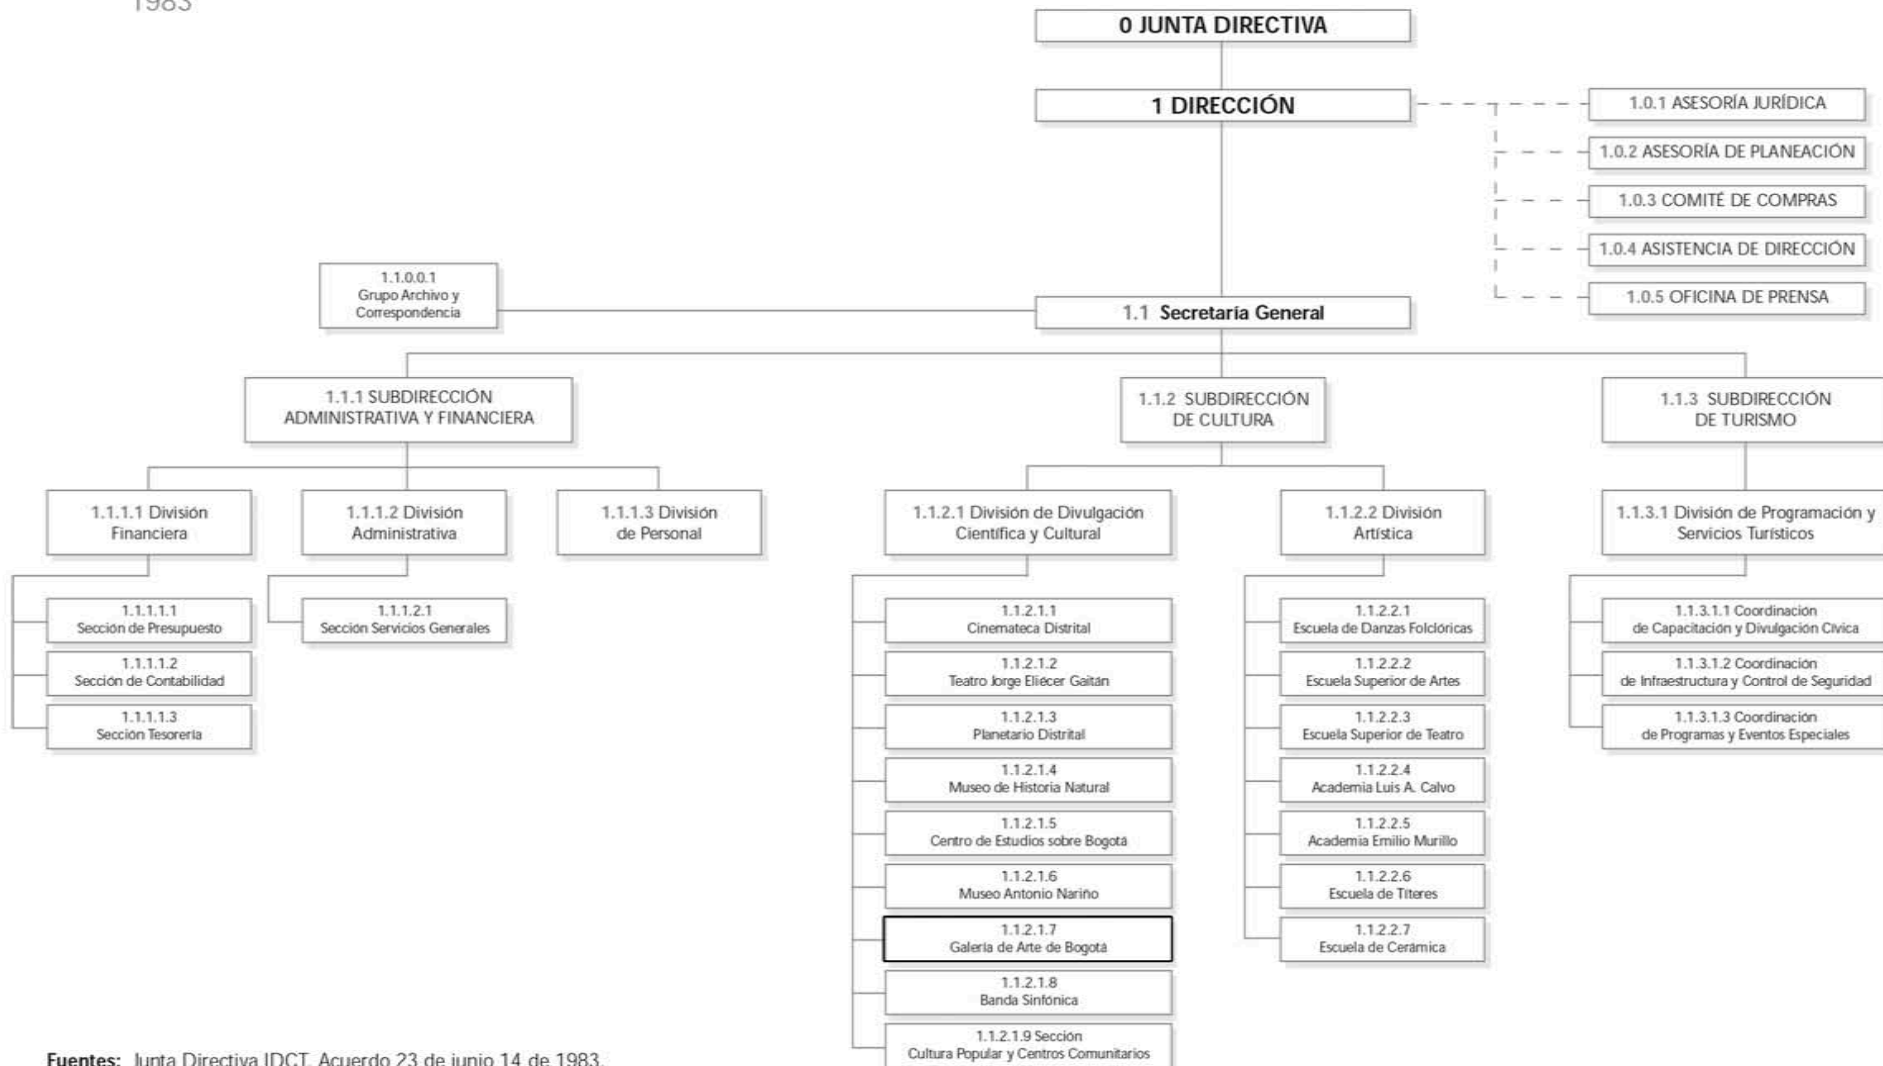 1983
0 JUNTA DIRECTIVA
1 DIRECCIÓN
1.0.1 ASESORÍA JURÍDICA
1.0.2 ASESORÍA DE PLANEACIÓN
1.0.3 COMITÉ DE COMPRAS
1.0.4 ASISTENCIA DE DIRECCIÓN
1.0.5 OFICINA DE PRENSA
1.1.0.0.1
Grupo Archivo y
Correspondencia
1.1 Secretaría General
1.1.1 SUBDIRECCIÓN
ADMINISTRATIVA Y FINANCIERA
1.1.2 SUBDIRECCIÓN
DE CULTURA
1.1.3 SUBDIRECCIÓN
DE TURISMO
1.1.1.1 División
Financiera
1.1.1.2 División
Administrativa
1.1.1.3 División
de Personal
1.1.2.1 División de Divulgación
Científica y Cultural
1.1.2.2 División
Artística
1.1.3.1 División de Programación y
Servicios Turísticos
1.1.1.1.1
Sección de Presupuesto
1.1.1.1.2
Sección de Contabilidad
1.1.1.1.3
Sección Tesorería
1.1.1.2.1
Sección Servicios Generales
1.1.2.1.1
Cinemateca Distrital
1.1.2.1.2
Teatro Jorge Eliécer Gaitán
1.1.2.1.3
Planetario Distrital
1.1.2.1.4
Museo de Historia Natural
1.1.2.1.5
Centro de Estudios sobre Bogotá
1.1.2.1.6
Museo Antonio Nariño
1.1.2.1.7
Galería de Arte de Bogotá
1.1.2.1.8
Banda Sinfónica
1.1.2.1.9 Sección
Cultura Popular y Centros Comunitarios
1.1.2.2.1
Escuela de Danzas Folclóricas
1.1.2.2.2
Escuela Superior de Artes
1.1.2.2.3
Escuela Superior de Teatro
1.1.2.2.4
Academia Luis A. Calvo
1.1.2.2.5
Academia Emilio Murillo
1.1.2.2.6
Escuela de Títeres
1.1.2.2.7
Escuela de Cerámica
1.1.3.1.1 Coordinación
de Capacitación y Divulgación Cívica
1.1.3.1.2 Coordinación
de Infraestructura y Control de Seguridad
1.1.3.1.3 Coordinación
de Programas y Eventos Especiales
Fuentes: Junta Directiva IDCT. Acuerdo 23 de junio 14 de 1983.